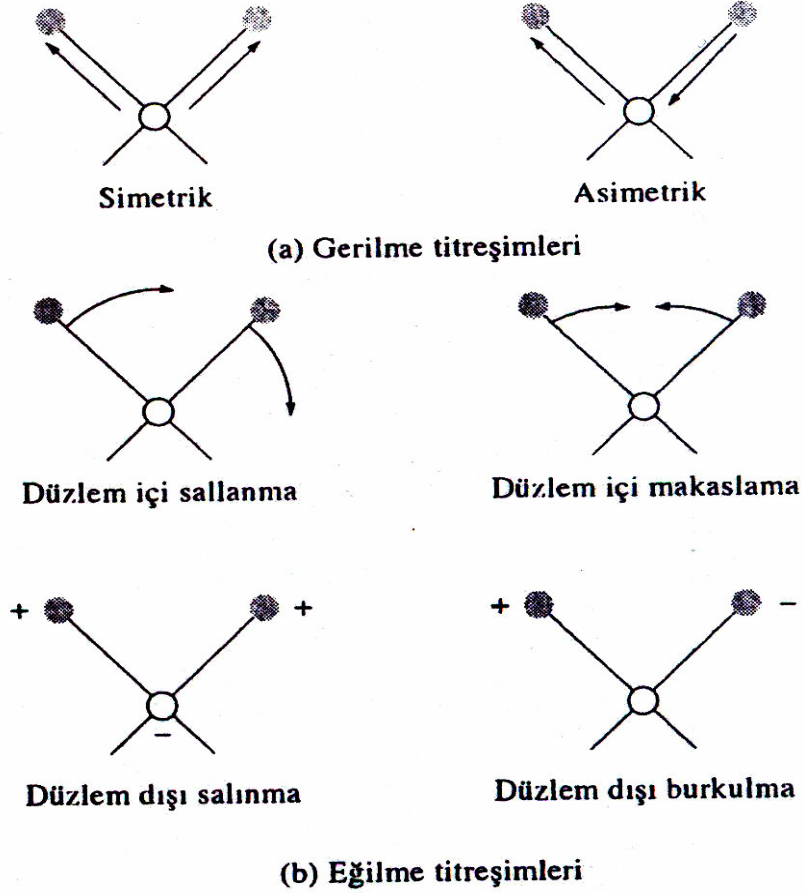 Simetrik
Asimetrik
(a) Gerilme titreşimleri
Düzlem içi sallanma
Düzlem içi makaslama
+ +
+ −
−
Düzlem dışı salınma
Düzlem dışı burkulma
(b) Eğilme titreşimleri